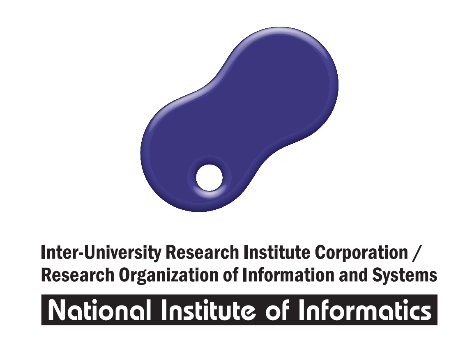 Inter-University Research Institute Corporation /
Research Organization of Information and Systems
National Institute of Informatics